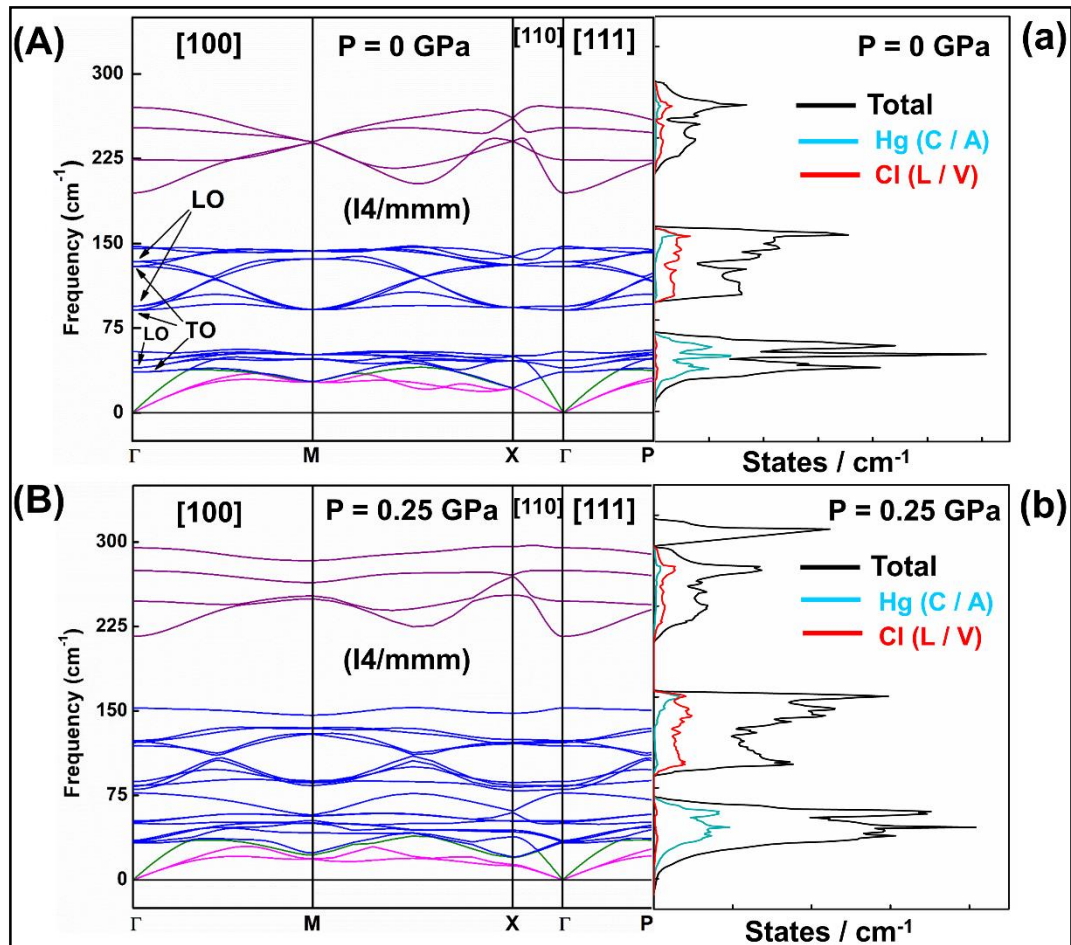 (A)
[100]
P = 0 GPa
[110]
[111]
P = 0 GPa
(a)
300
225
150
75
0
Frequency (cm-1)
LO
(I4/mmm)
LO
TO
Total
Hg (C / A)
Cl (L / V)
Γ
M
X
Γ
P
States / cm-1
(B)
[100]
P = 0.25 GPa
[110]
[111]
P = 0.25 GPa
(b)
300
225
150
75
0
Frequency (cm-1)
(I4/mmm)
Total
Hg (C / A)
Cl (L / V)
Γ
M
X
Γ
P
States / cm-1